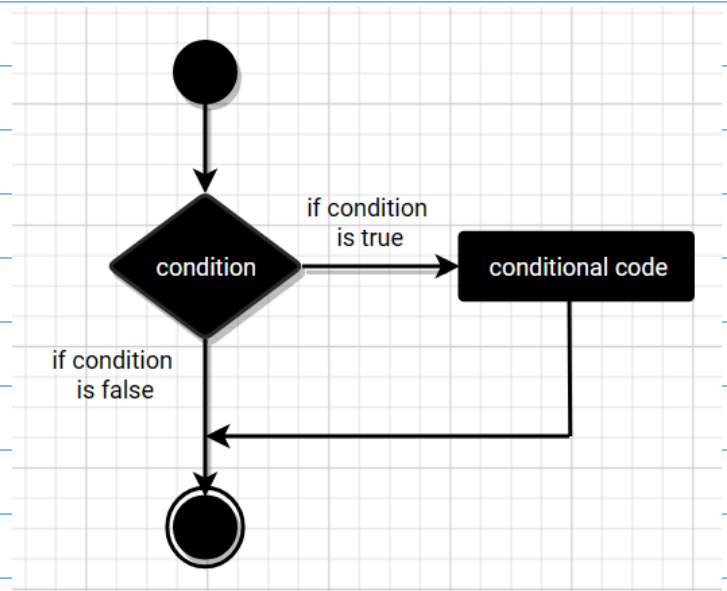 if condition
is true
condition
conditional code
if condition
is false